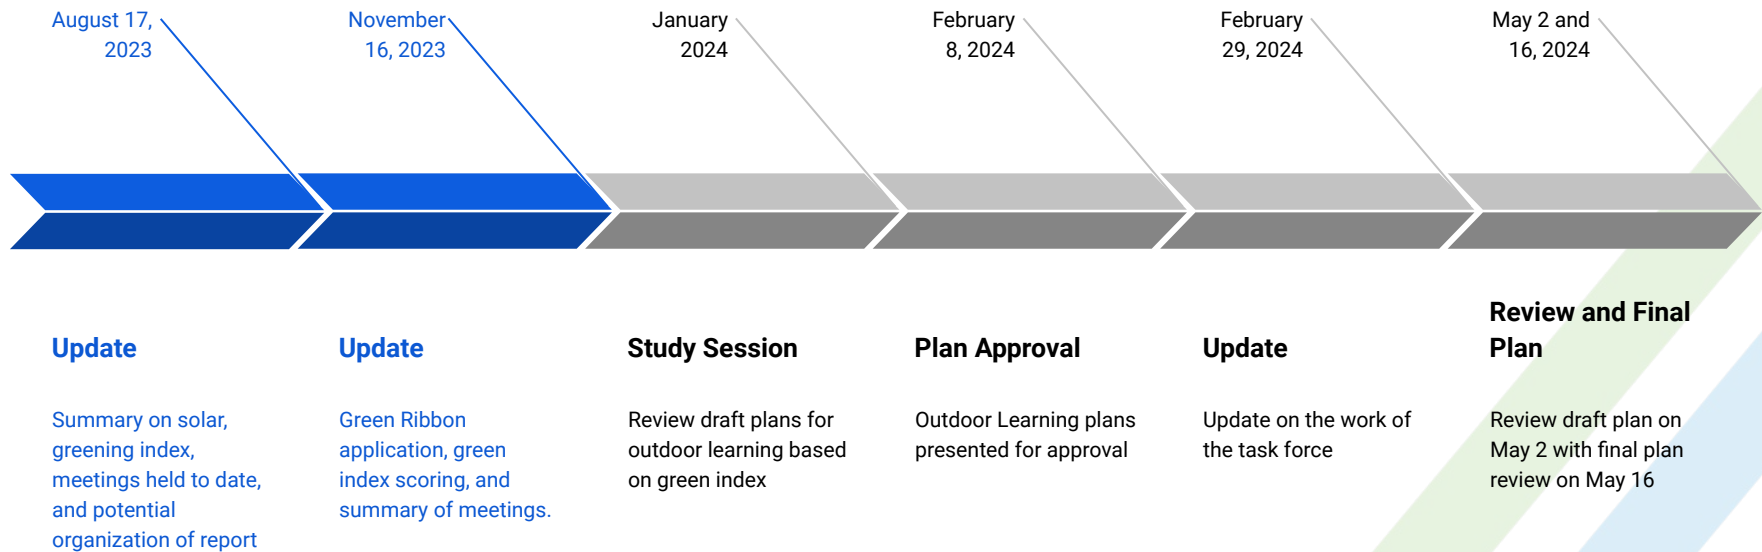 August 17,
2023
November
16, 2023
January
2024
February
8, 2024
February
29, 2024
May 2 and
16, 2024
Update
Summary on solar,
greening index,
meetings held to date,
and potential
organization of report
Update
Green Ribbon
application, green
index scoring, and
summary of meetings.
Study Session
Review draft plans for
outdoor learning based
on green index
Plan Approval
Outdoor Learning plans
presented for approval
Update
Update on the work of
the task force
Review and Final
Plan
Review draft plan on
May 2 with final plan
review on May 16